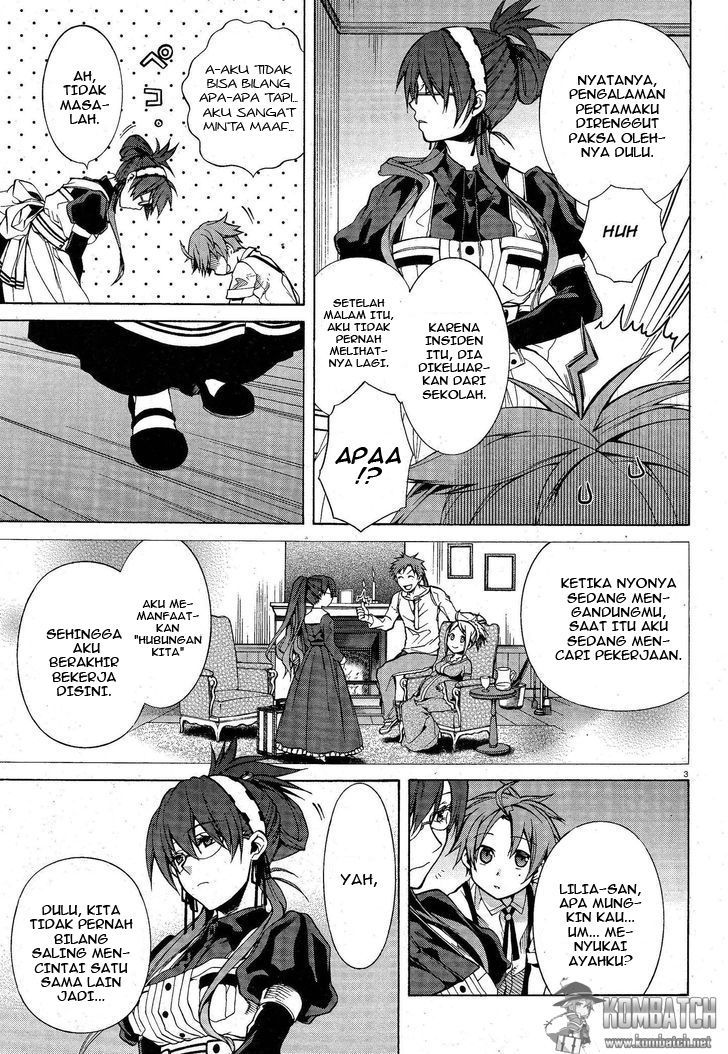 NYATANYA,
PENGALAMAN
PERTAMAKU
DIRENGGUT
PAKSA OLEH-
NYA DULU.
HUH
KARENA
INSIDEN
ITU, DIA
DIKELUAR-
KAN DARI
SEKOLAH.
SETELAH
MALAM ITU,
AKU TIDAK
PERNAH
MELIHAT-
NYA LAGI.
APAA
!?
A-AKU TIDAK
BISA BILANG
APA-APA TAPI..
AKU SANGAT
MINTA MAAF..
AH,
TIDAK
MASA-
LAH.
ペコ。
KETIKA NYONYA
SEDANG MEN-
GANDUNGMU,
SAAT ITU AKU
SEDANG MEN-
CARI PEKERJAAN.
AKU ME-
MANFAAT-
KAN
"HUBUNGAN
KITA"
SEHINGGA
AKU
BERAKHIR
BEKERJA
DISINI.
3
LILIA-SAN,
APA MUNG-
KIN KAU...
UM... ME-
NYUKAI
AYAHKU?
YAH,
DULU, KITA
TIDAK PERNAH
BILANG
SALING MEN-
CINTAI SATU
SAMA LAIN
JADI...
KOMBATCH
www.kombatch.net